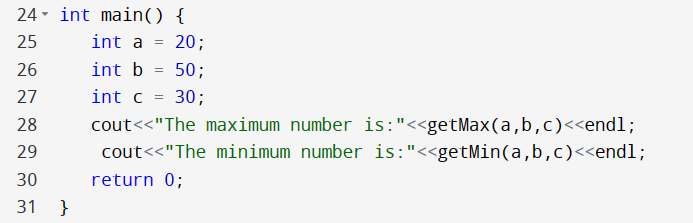 24 int main() {
25 int a = 20;
26 int b = 50;
27 int c = 30;
28 cout<<"The maximum number is:"<<getMax(a,b,c)<<endl;
29 cout<<"The minimum number is:"<<getMin(a,b,c)<<endl;
30 return 0;
31 }